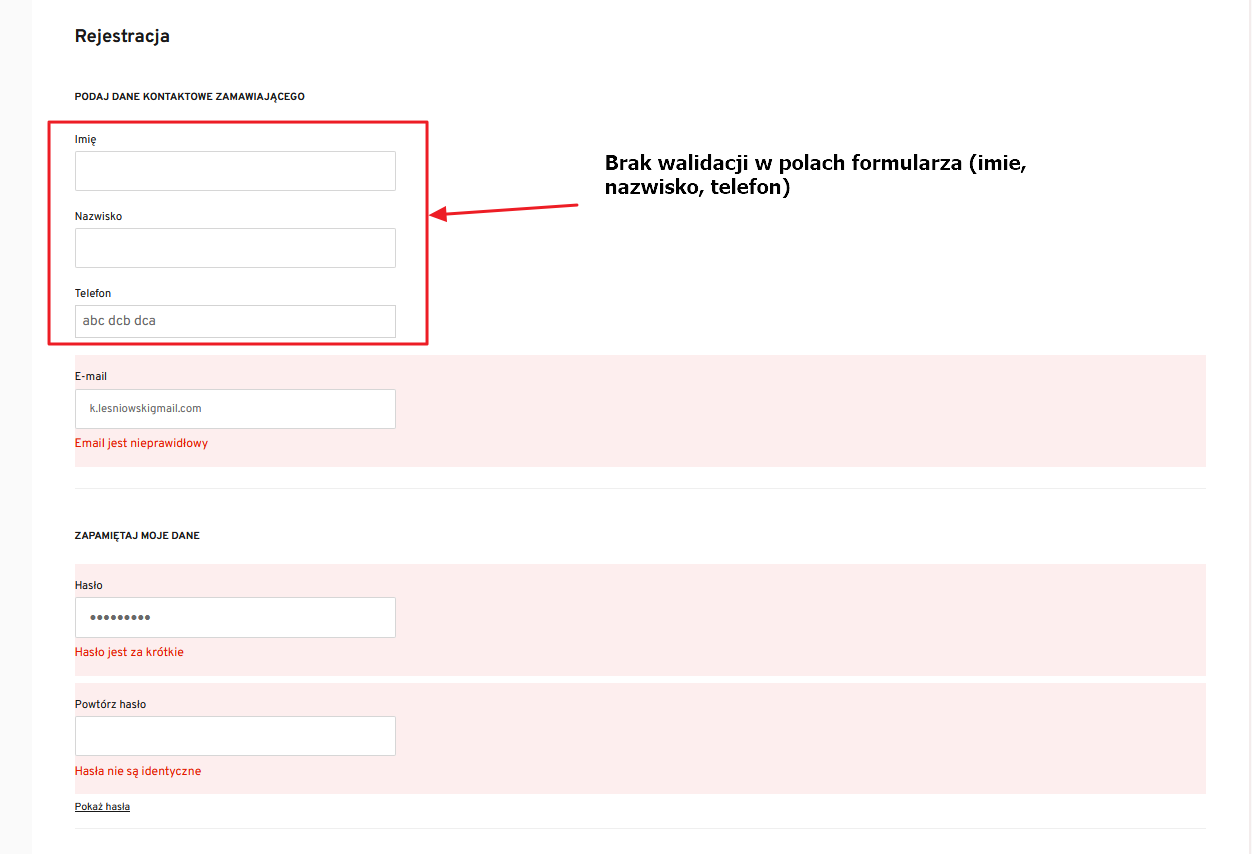 Rejestracja
PODAJ DANE KONTAKTOWE ZAMAWIAJĄCEGO
Imię
Brak walidacji w polach formularza (imie,
nazwisko, telefon)
Nazwisko
Telefon
abc dcb dca
E-mail
k.lesniowskigmail.com
Email jest nieprawidłowy
ZAPAMIĘTAJ MOJE DANE
Hasło
•••••••••
Hasło jest za krótkie
Powtórz hasło
Hasła nie są identyczne
Pokaż hasła